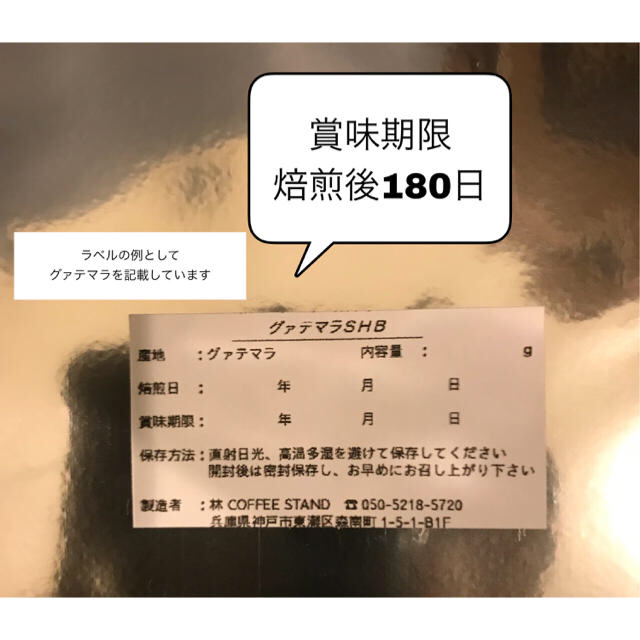 賞味期限
焙煎後180日
ラベルの例として
グァテマラを記載しています
グァテマラSHB
産地 ：グァテマラ 内容量 ： g
焙煎日 ： 年 月 日
賞味期限： 年 月 日
保存方法：直射日光、高温多湿を避けて保存してください
開封後は密封保存し、お早めにお召し上がり下さい
製造者 ：林 COFFEE STAND ☎050-5218-5720
兵庫県神戸市東灘区森南町1-5-1-B1F